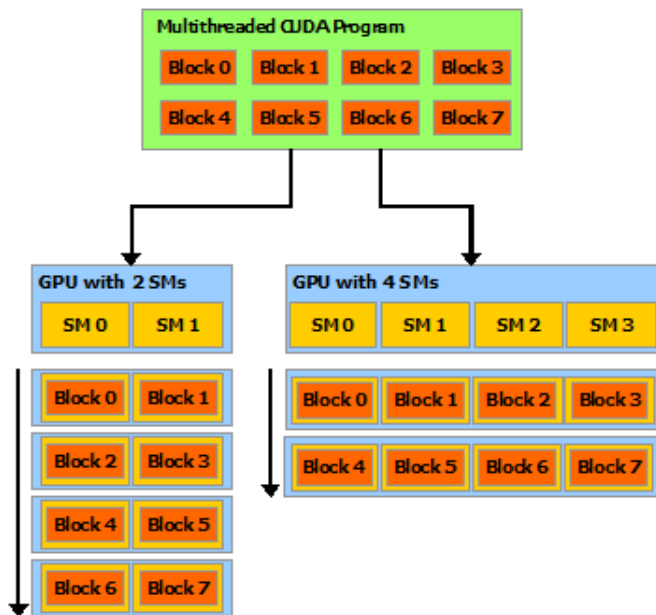 Multithreaded CUDA Program
Block 0 Block 1 Block 2 Block 3
Block 4 Block 5 Block 6 Block 7
GPU with 2 SMs
SM 0 SM 1
Block 0 Block 1
Block 2 Block 3
Block 4 Block 5
Block 6 Block 7
GPU with 4 SMs
SM 0 SM 1 SM 2 SM 3
Block 0 Block 1 Block 2 Block 3
Block 4 Block 5 Block 6 Block 7